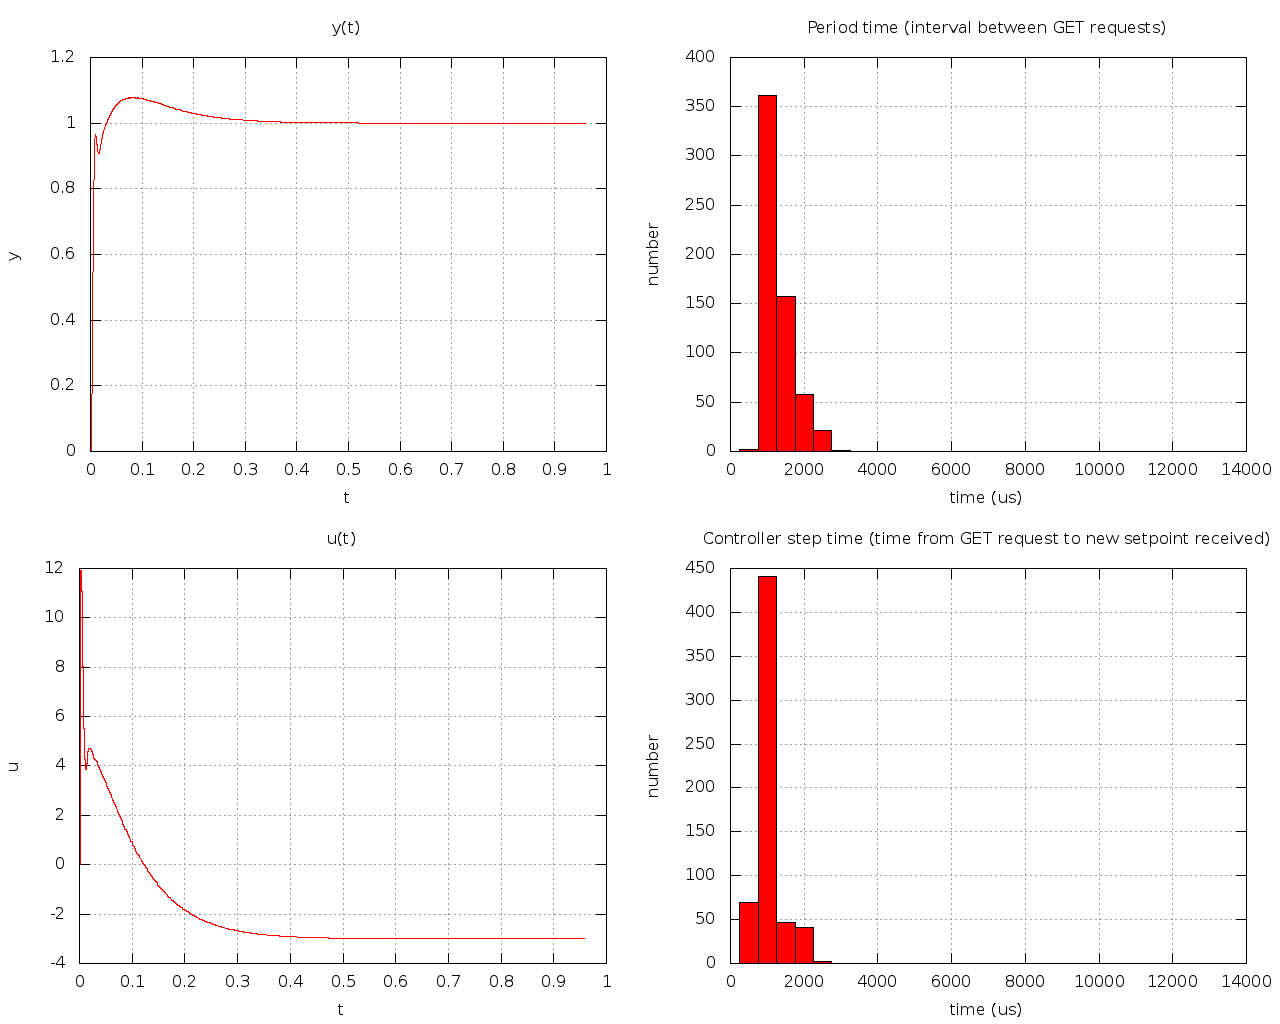 y(t)
1.2
1
0.8
0.6
0.4
0.2
0
y
0 0.1 0.2 0.3 0.4 0.5 0.6 0.7 0.8 0.9 1
t
Period time (interval between GET requests)
400
350
300
250
200
150
100
50
0
number
0 2000 4000 6000 8000 10000 12000 14000
time (us)
u(t)
12
10
8
6
4
2
0
-2
-4
u
0 0.1 0.2 0.3 0.4 0.5 0.6 0.7 0.8 0.9 1
t
Controller step time (time from GET request to new setpoint received)
450
400
350
300
250
200
150
100
50
0
number
0 2000 4000 6000 8000 10000 12000 14000
time (us)